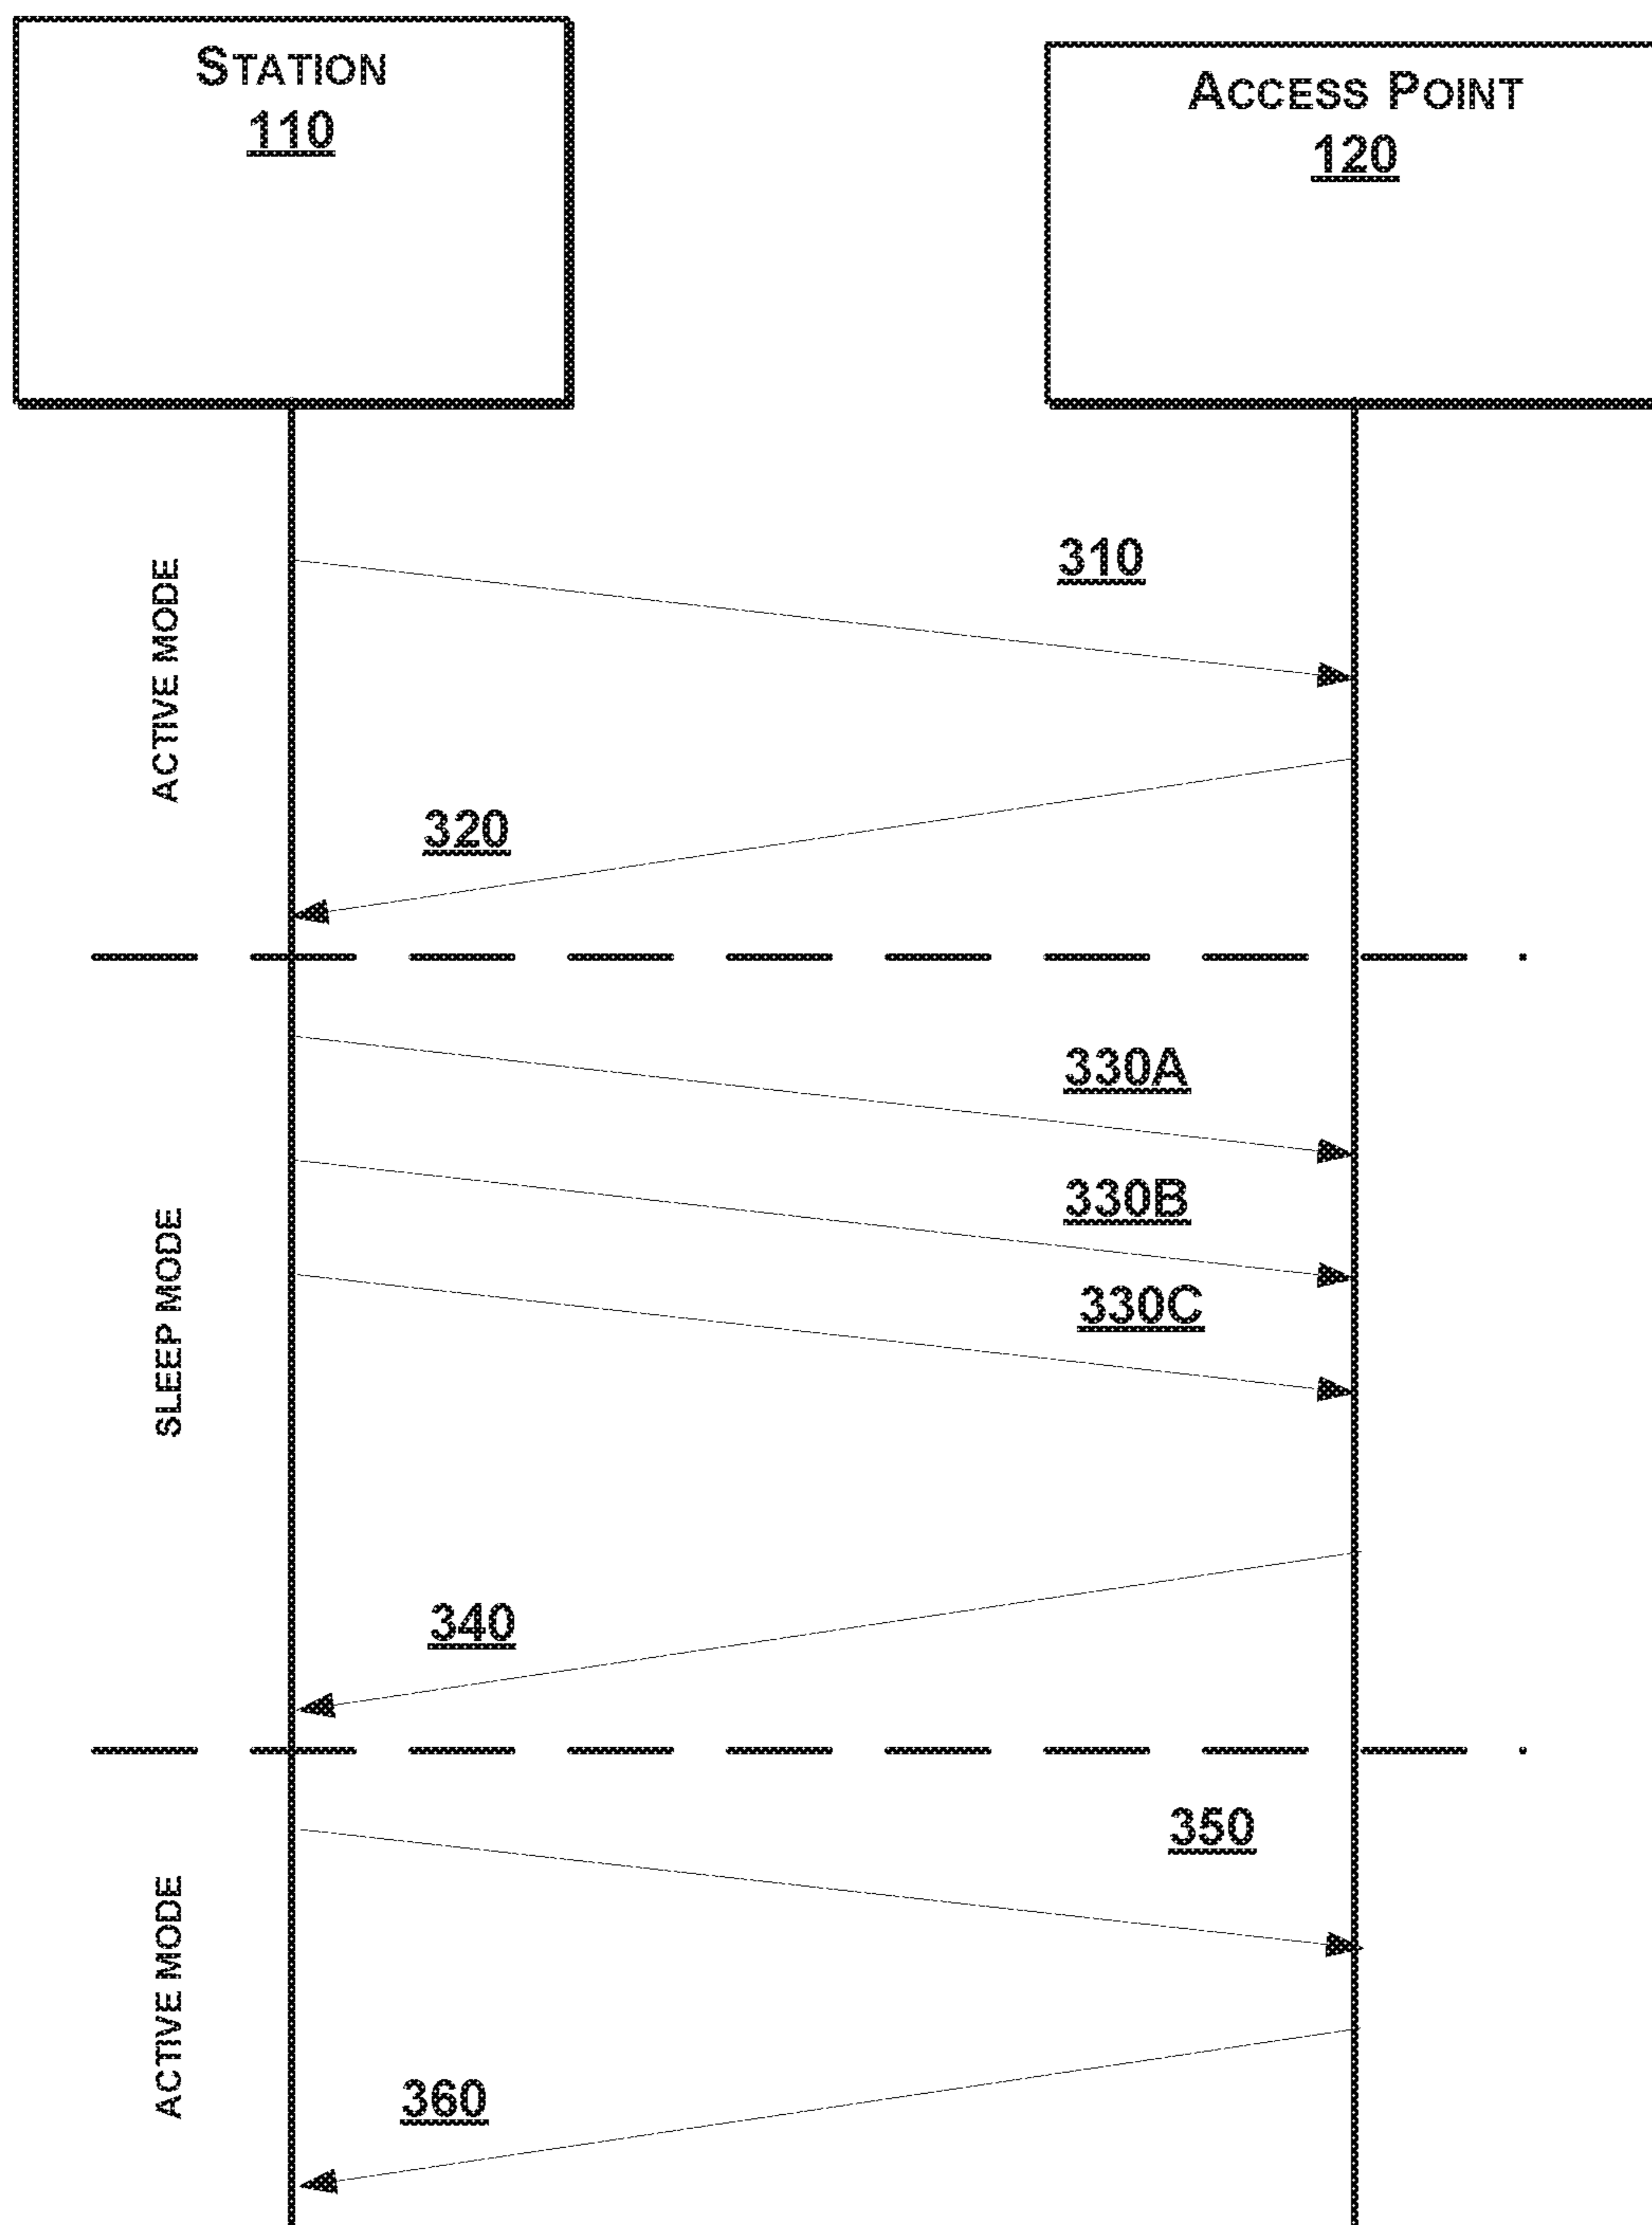 STATION
110
ACCESS POINT
120
ACTIVE MODE
310
320
SLEEP MODE
330A
330B
330C
340
ACTIVE MODE
350
360